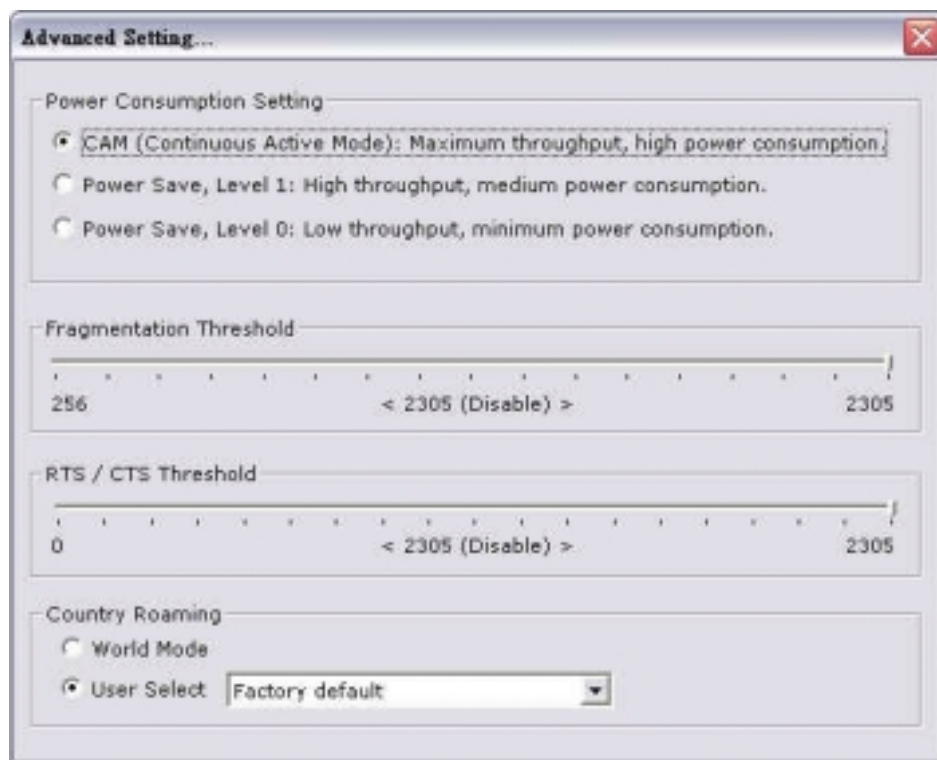 Advanced Setting...
Power Consumption Setting
CAM (Continuous Active Mode): Maximum throughput, high power consumption.
Power Save, Level 1: High throughput, medium power consumption.
Power Save, Level 0: Low throughput, minimum power consumption.
Fragmentation Threshold
256 < 2305 (Disable) > 2305
RTS / CTS Threshold
0 < 2305 (Disable) > 2305
Country Roaming
World Mode
User Select Factory default